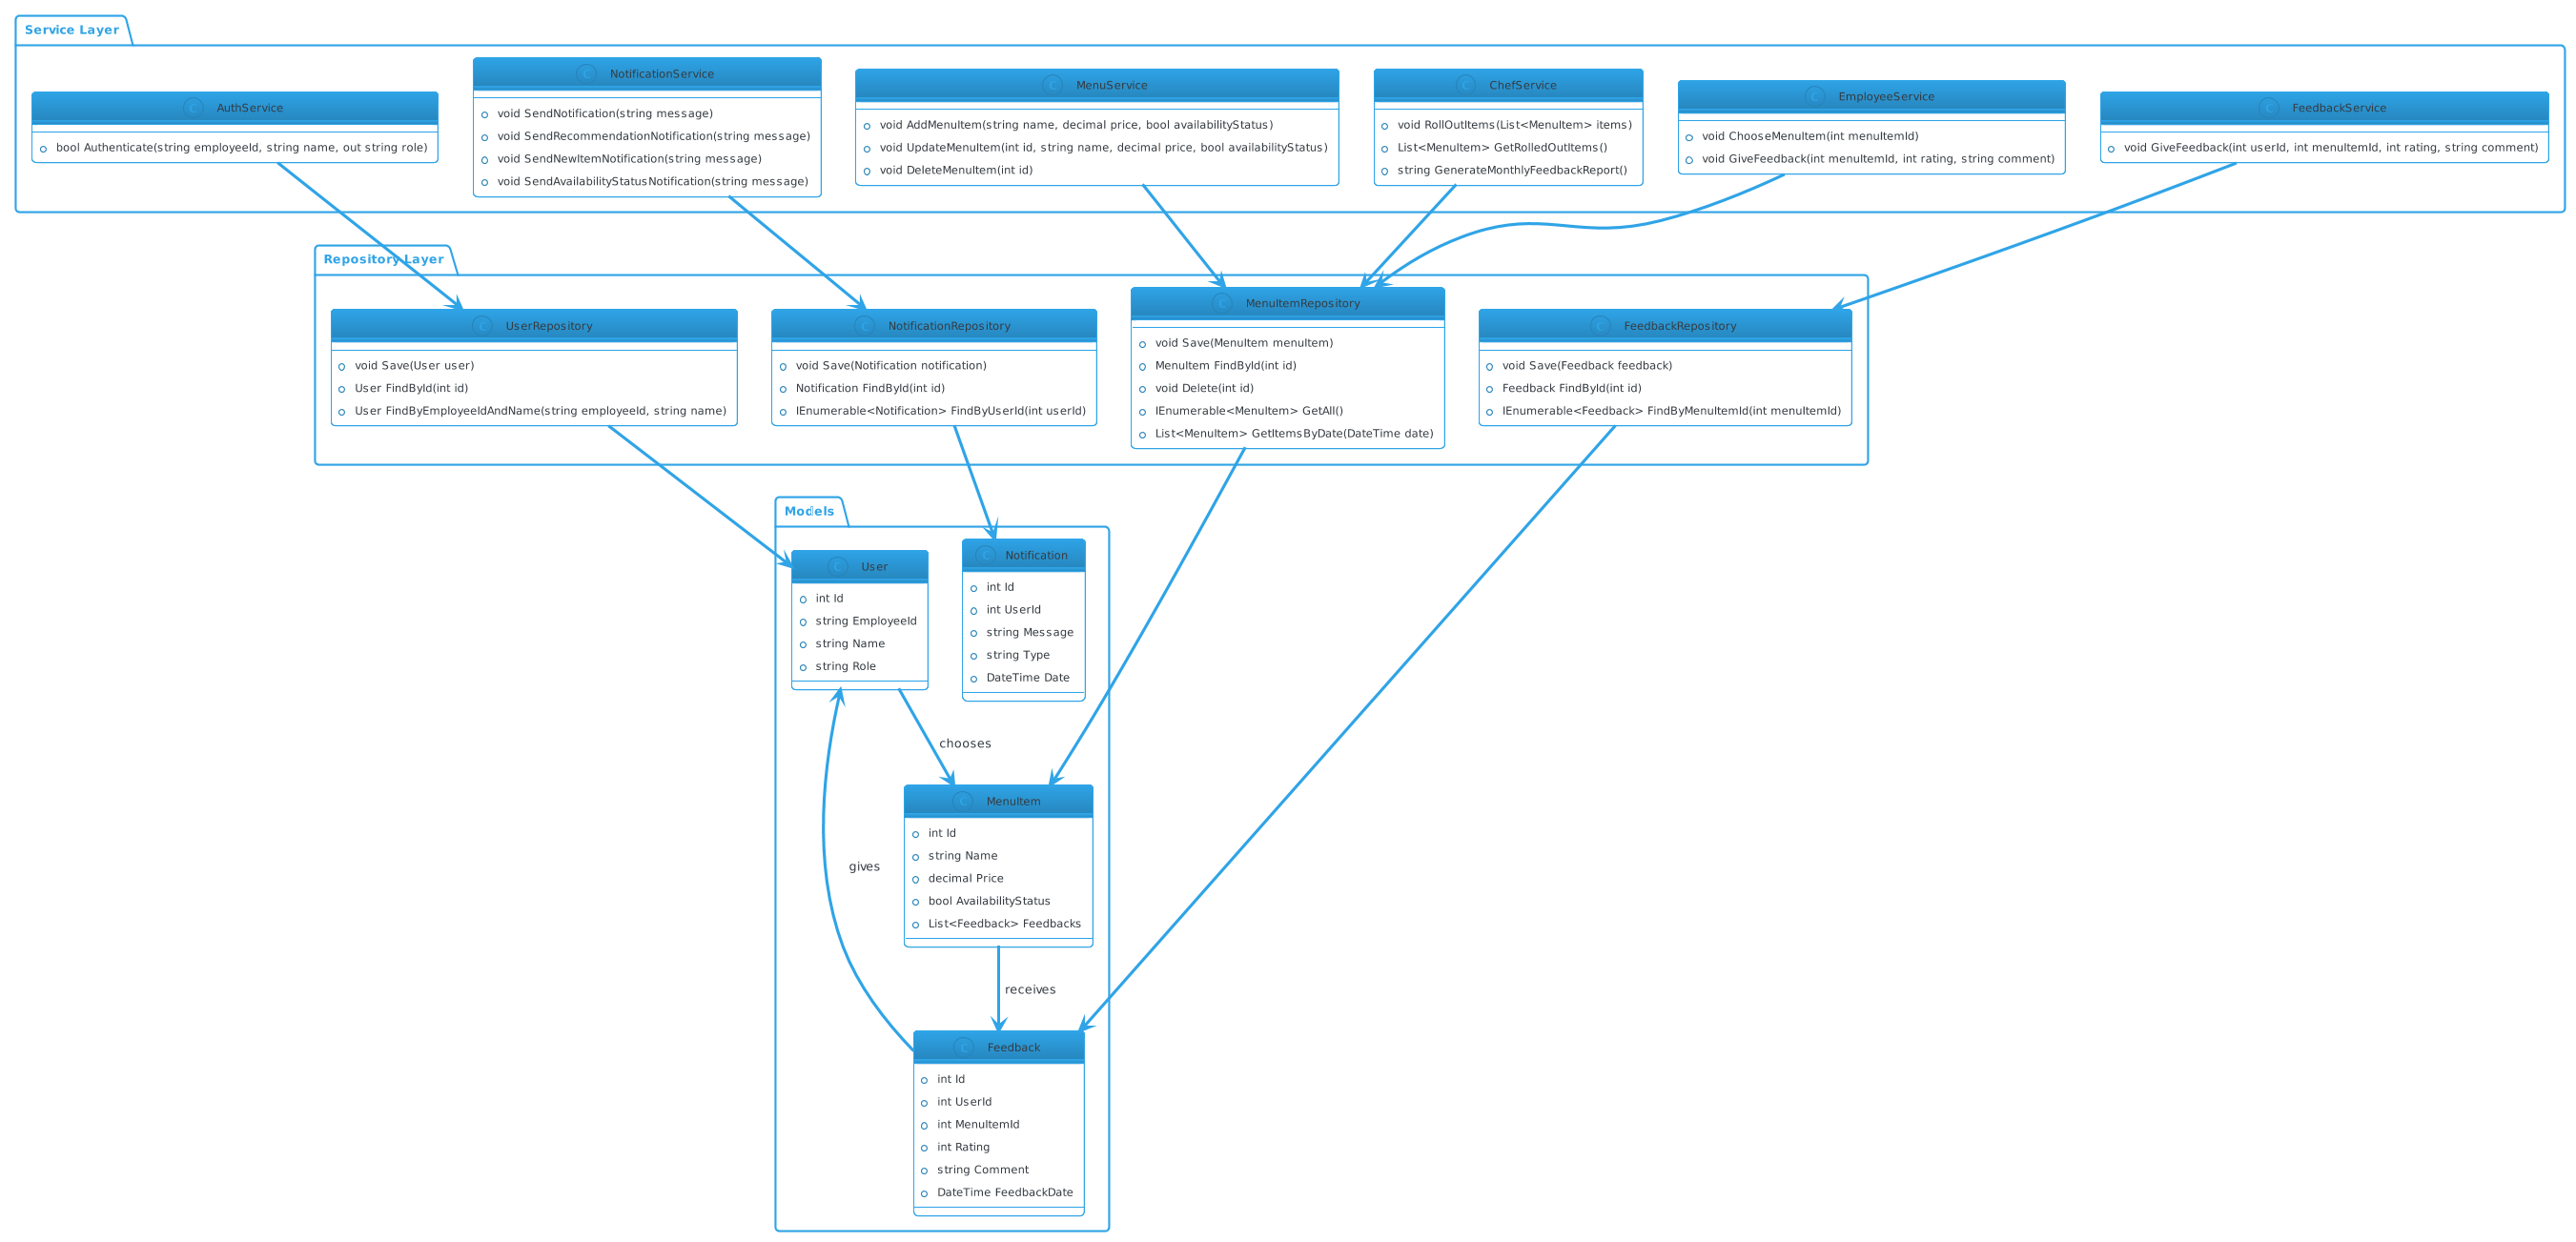 Service Layer
AuthService
bool Authenticate(string employeeId, string name, out string role)
NotificationService
void SendNotification(string message)
void SendRecommendationNotification(string message)
void SendNewItemNotification(string message)
void SendAvailabilityStatusNotification(string message)
MenuService
void AddMenuItem(string name, decimal price, bool availabilityStatus)
void UpdateMenuItem(int id, string name, decimal price, bool availabilityStatus)
void DeleteMenuItem(int id)
ChefService
void RollOutItems(List<MenuItem> items)
List<MenuItem> GetRolledOutItems()
string GenerateMonthlyFeedbackReport()
EmployeeService
void ChooseMenuItem(int menuItemId)
void GiveFeedback(int menuItemId, int rating, string comment)
FeedbackService
void GiveFeedback(int userId, int menuItemId, int rating, string comment)
Repository Layer
UserRepository
void Save(User user)
User FindById(int id)
User FindByEmployeeIdAndName(string employeeId, string name)
NotificationRepository
void Save(Notification notification)
Notification FindById(int id)
IEnumerable<Notification> FindByUserId(int userId)
MenuItemRepository
void Save(MenuItem menuItem)
MenuItem FindById(int id)
void Delete(int id)
IEnumerable<MenuItem> GetAll()
List<MenuItem> GetItemsByDate(DateTime date)
FeedbackRepository
void Save(Feedback feedback)
Feedback FindById(int id)
IEnumerable<Feedback> FindByMenuItemId(int menuItemId)
Models
User
int Id
string EmployeeId
string Name
string Role
Notification
int Id
int UserId
string Message
string Type
DateTime Date
chooses
MenuItem
int Id
string Name
decimal Price
bool AvailabilityStatus
List<Feedback> Feedbacks
gives
receives
Feedback
int Id
int UserId
int MenuItemId
int Rating
string Comment
DateTime FeedbackDate